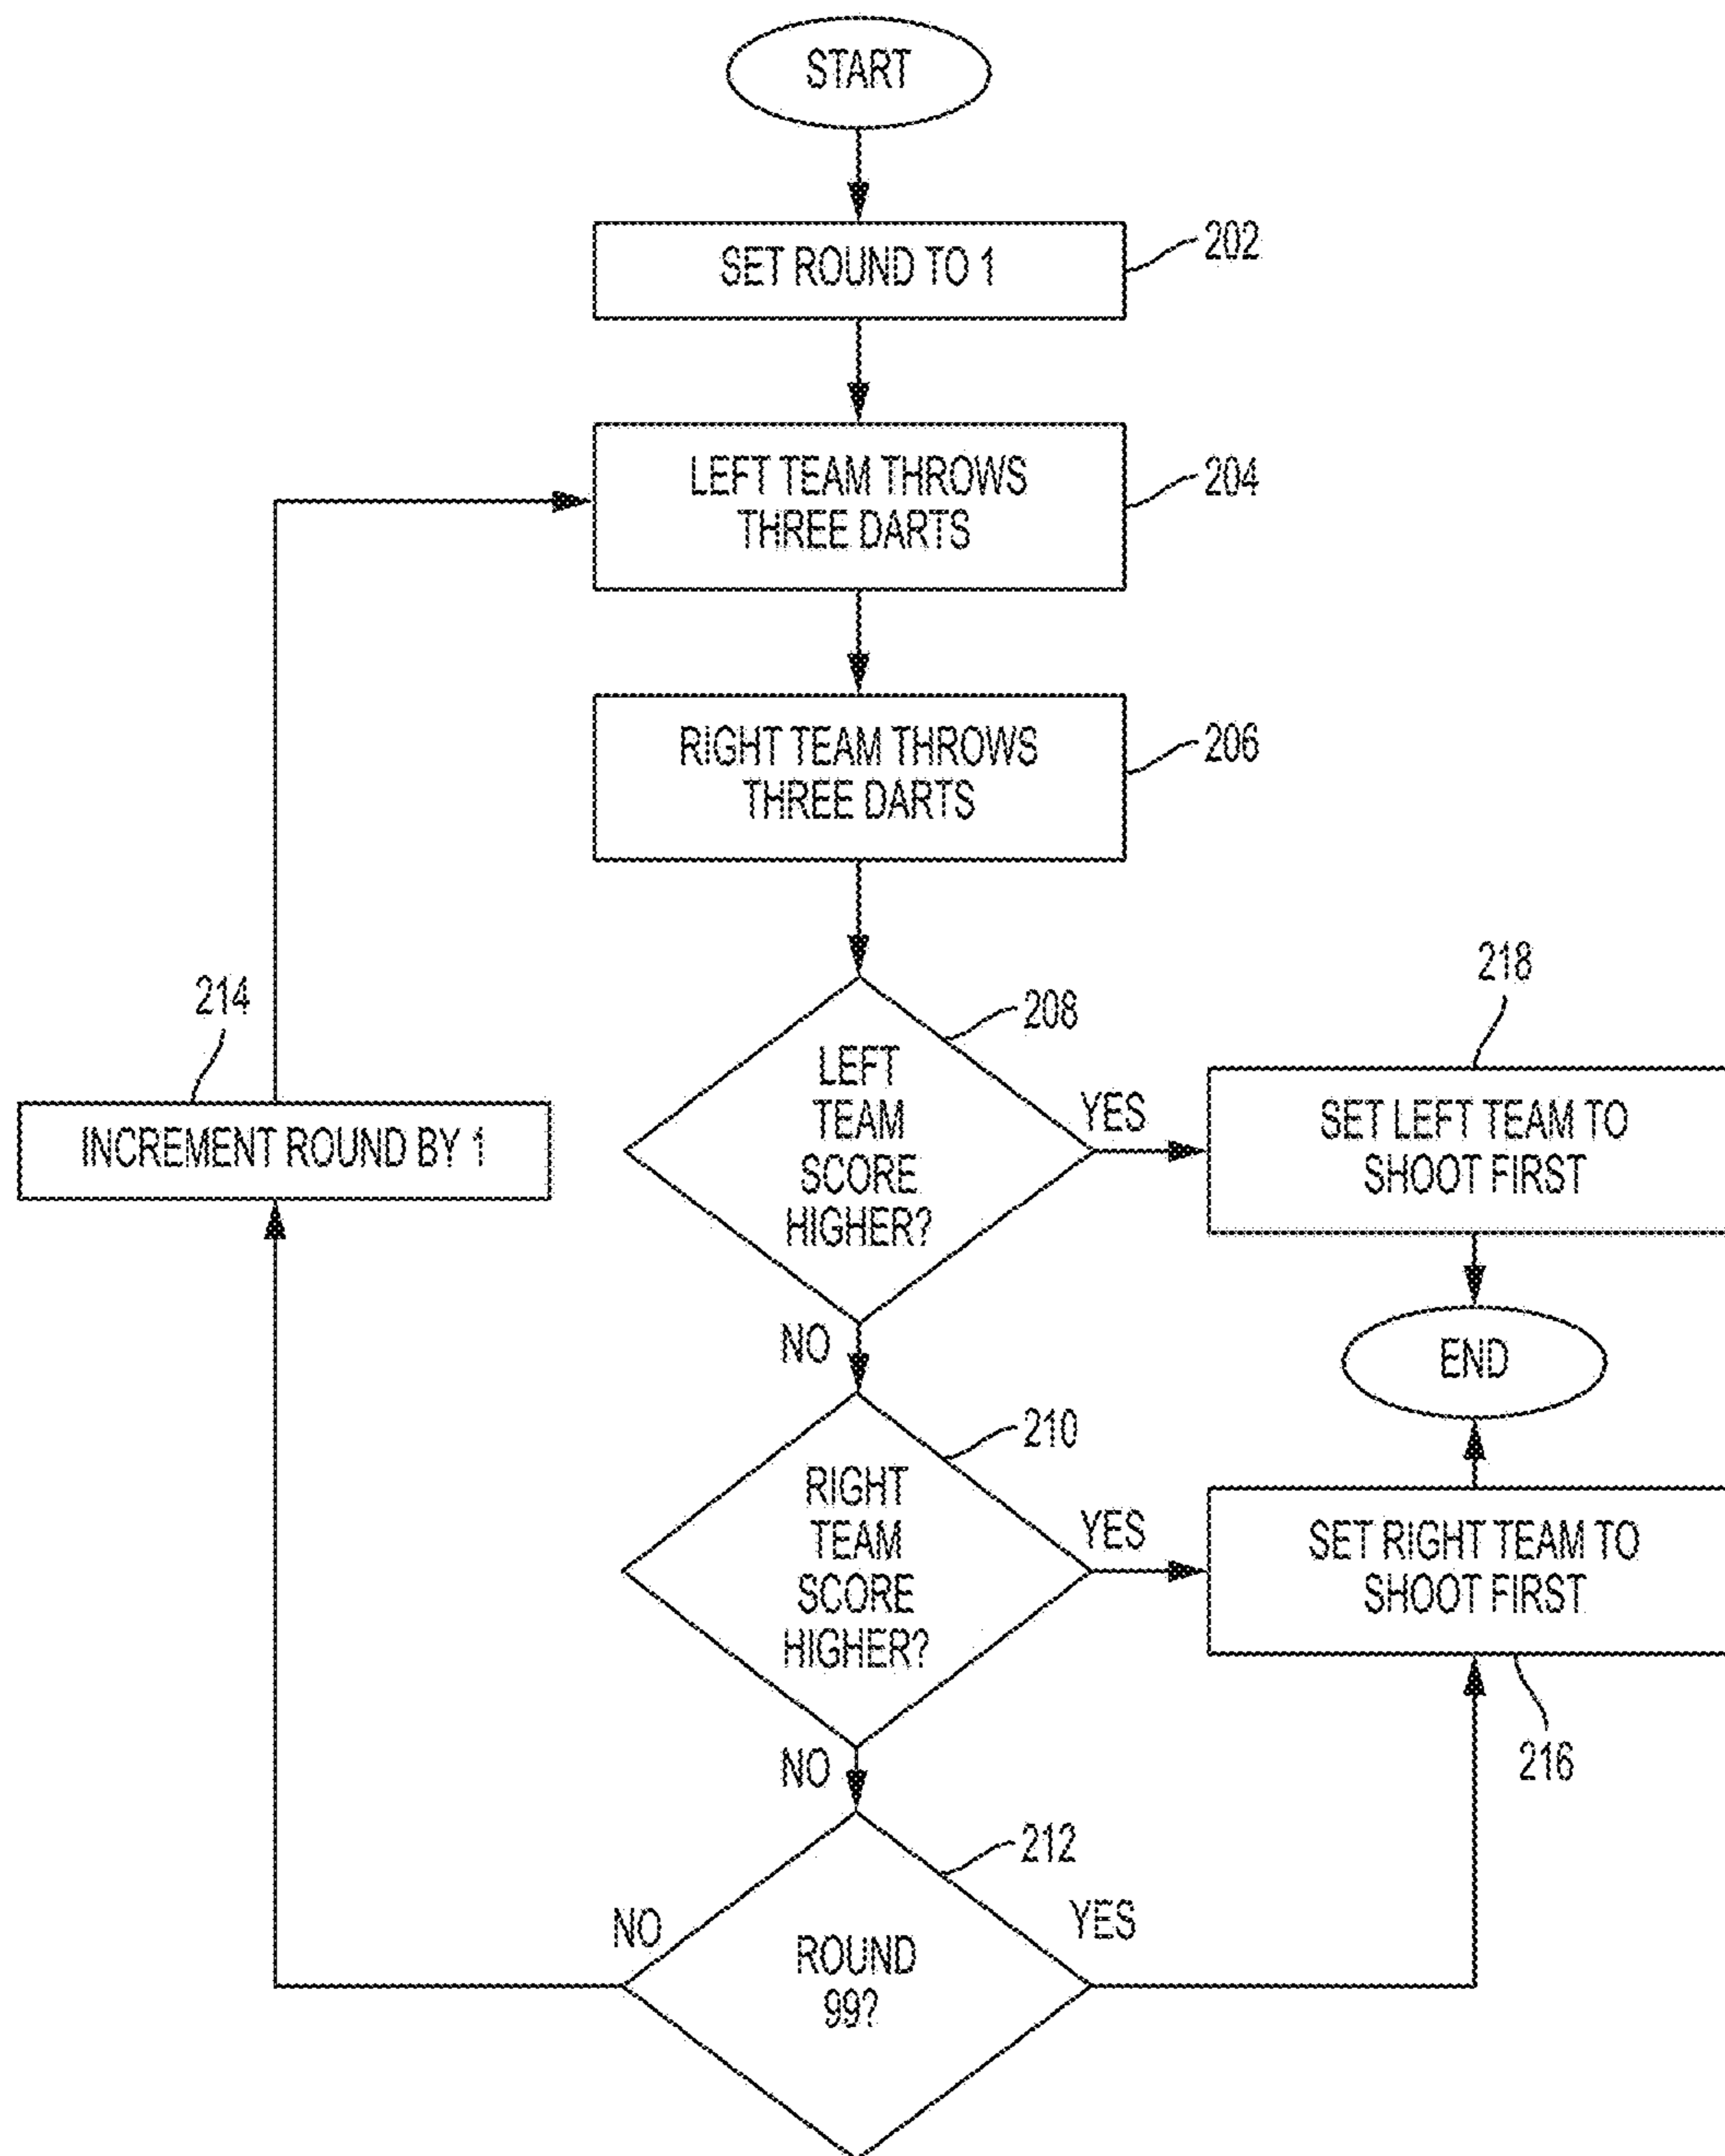 START
SET ROUND TO 1
202
LEFT TEAM THROWS
THREE DARTS
204
RIGHT TEAM THROWS
THREE DARTS
206
208
LEFT
TEAM
SCORE
HIGHER?
YES
218
SET LEFT TEAM TO
SHOOT FIRST
214
INCREMENT ROUND BY 1
NO
END
210
RIGHT
TEAM
SCORE
HIGHER?
YES
SET RIGHT TEAM TO
SHOOT FIRST
216
NO
212
NO
ROUND
99?
YES